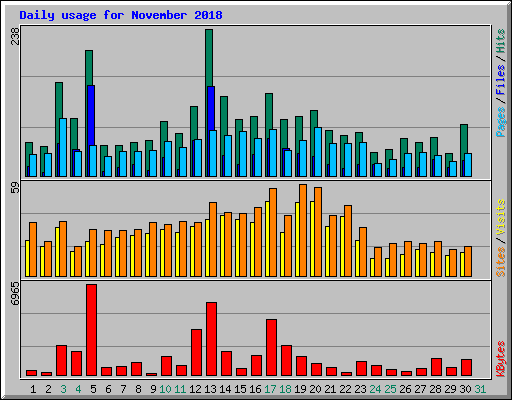 Daily usage for November 2018
238
Pages / Files / Hits
59
Sites / Visits
6965
KBytes
1 2 3 4 5 6 7 8 9 10 11 12 13 14 15 16 17 18 19 20 21 22 23 24 25 26 27 28 29 30 31